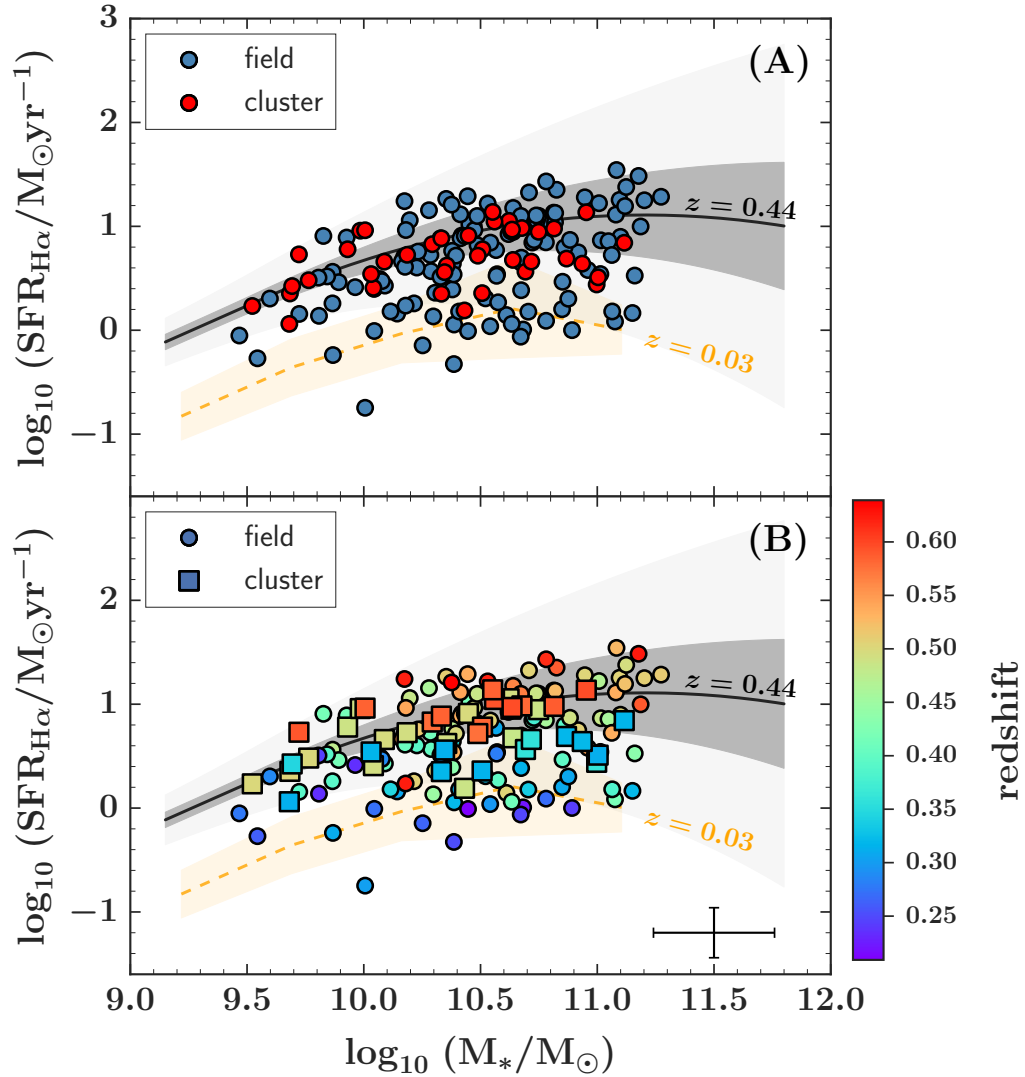 3
2
1
0
−1
log₁₀ (SFR_Hα/M⊙yr⁻¹)
field
cluster
(A)
z = 0.44
z = 0.03
2
1
0
−1
log₁₀ (SFR_Hα/M⊙yr⁻¹)
field
cluster
(B)
z = 0.44
z = 0.03
9.0 9.5 10.0 10.5 11.0 11.5 12.0
log₁₀ (M∗/M⊙)
0.60
0.55
0.50
0.45
0.40
0.35
0.30
0.25
redshift